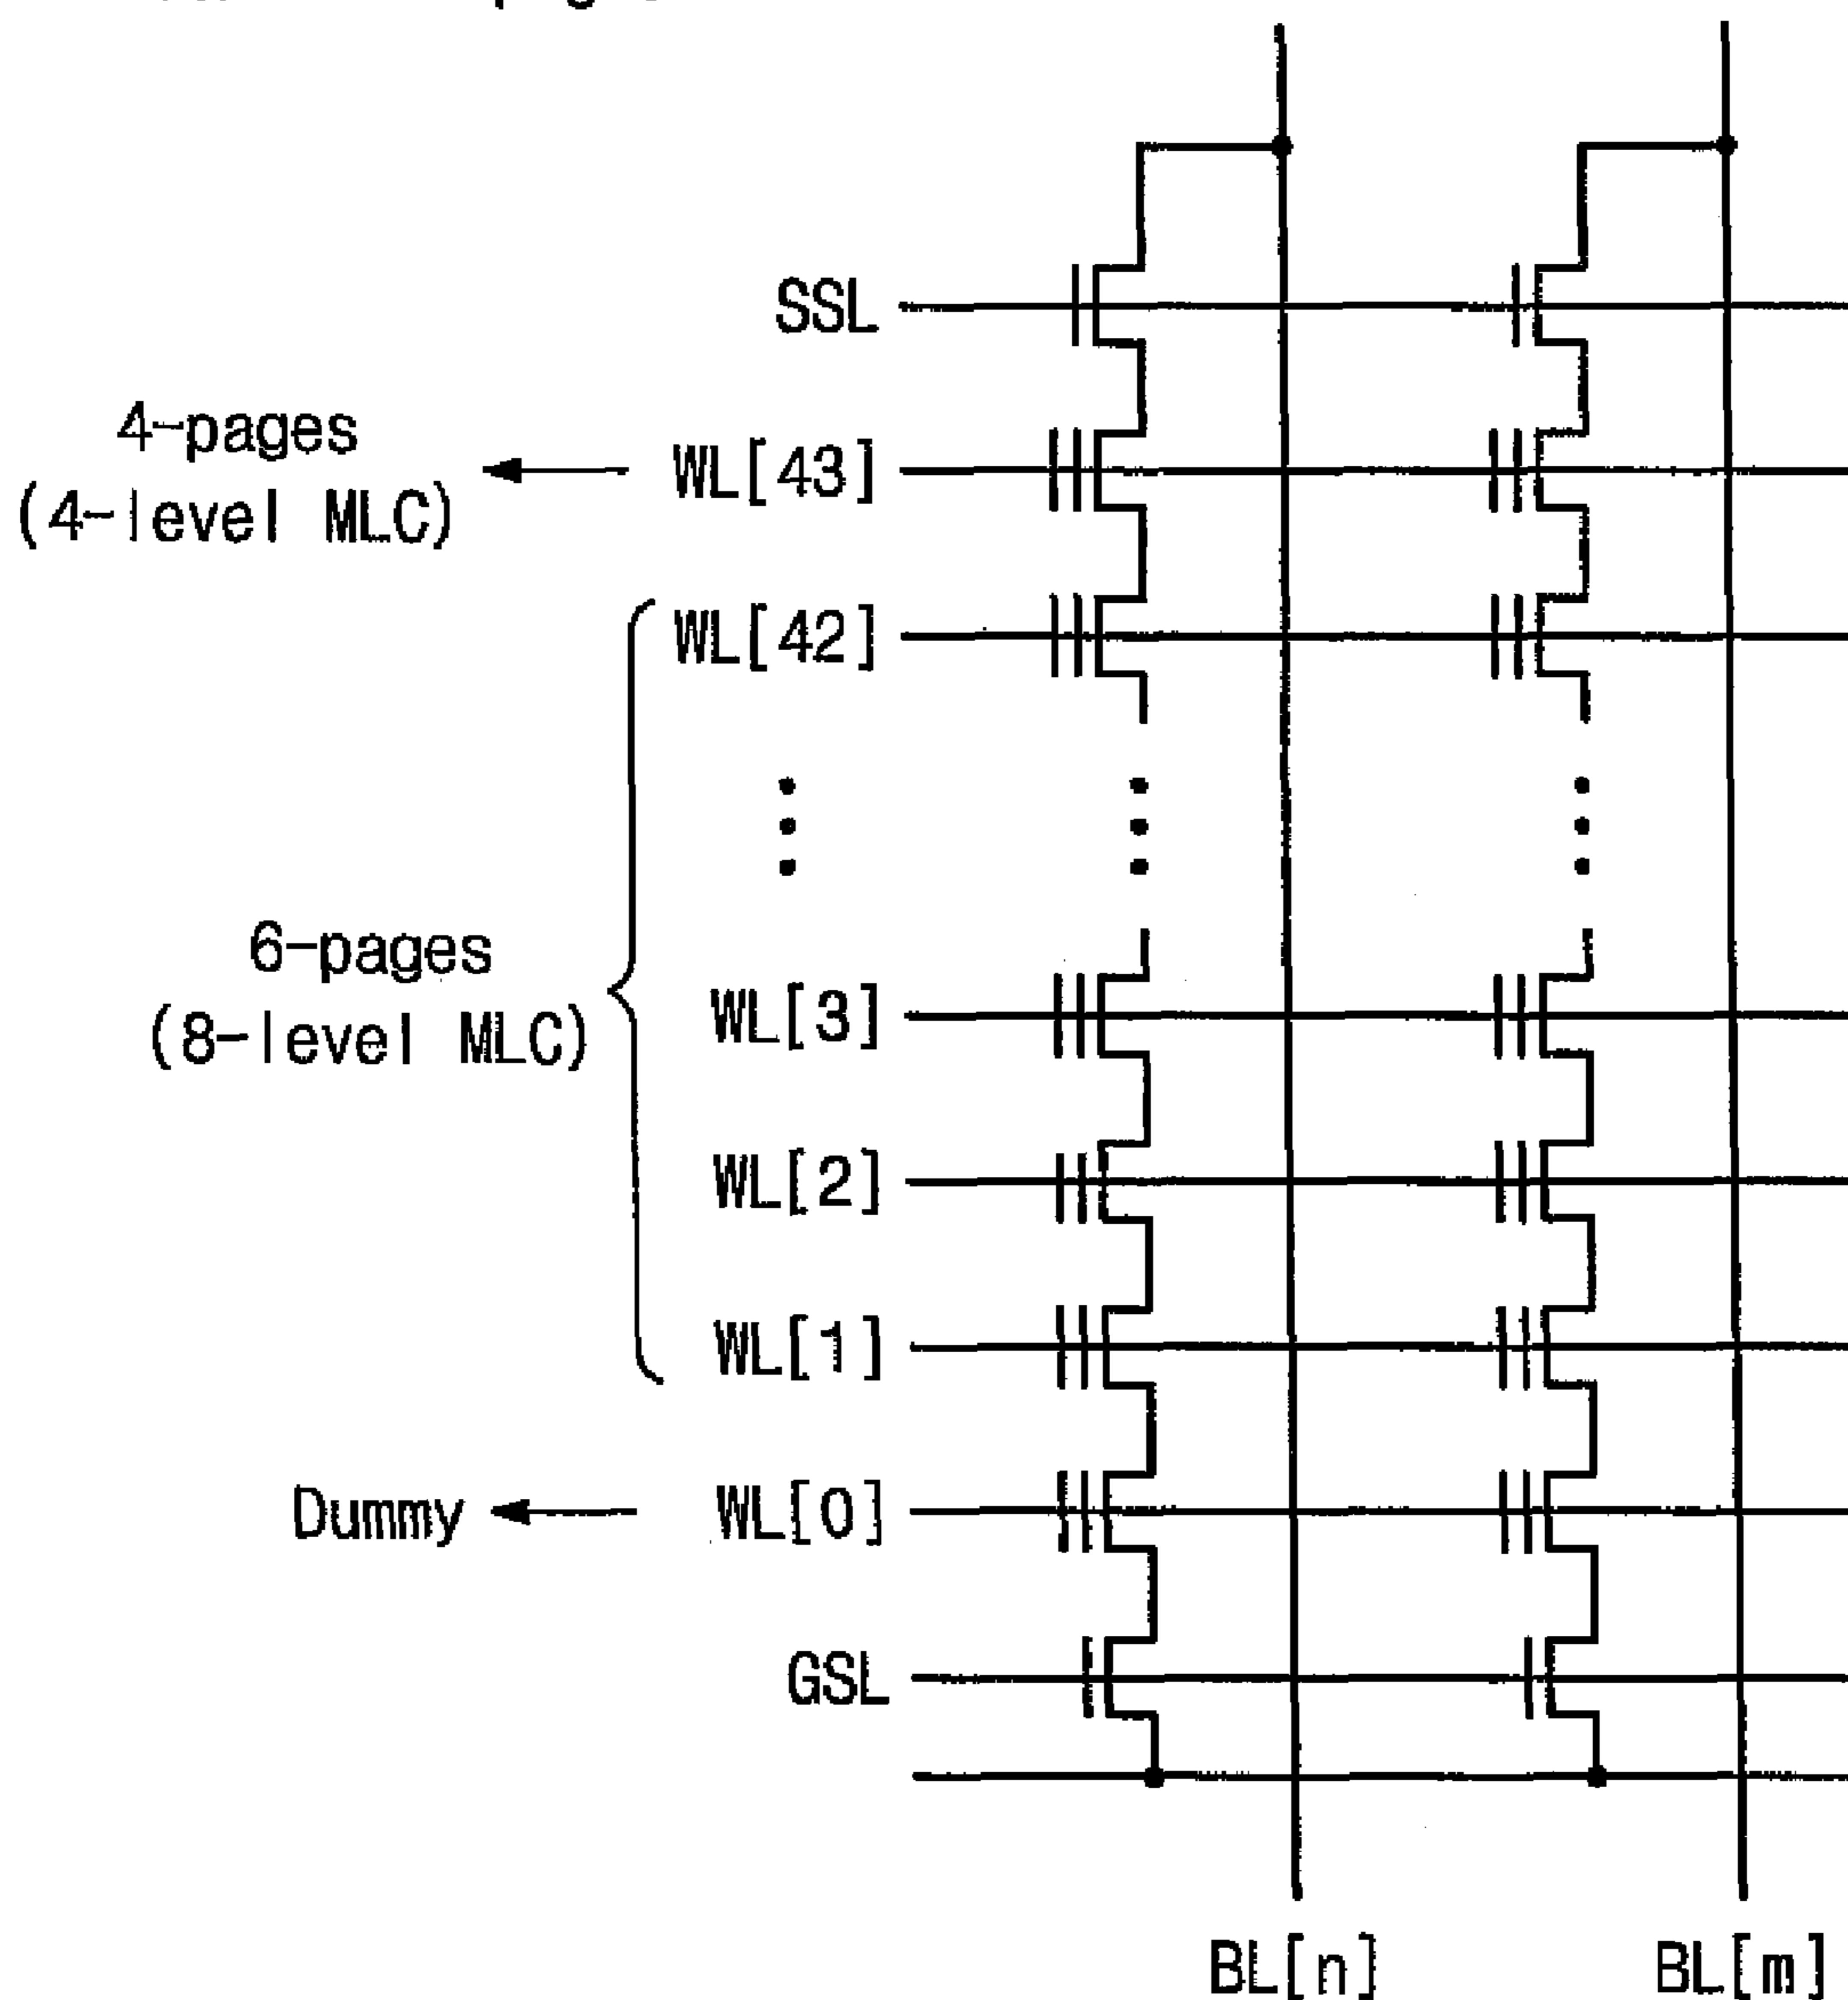 SSL
4-pages
(4-level MLC)
WL[43]
WL[42]
6-pages
(8-level MLC)
WL[3]
WL[2]
WL[1]
Dummy
WL[0]
GSL
BL[n]
BL[m]